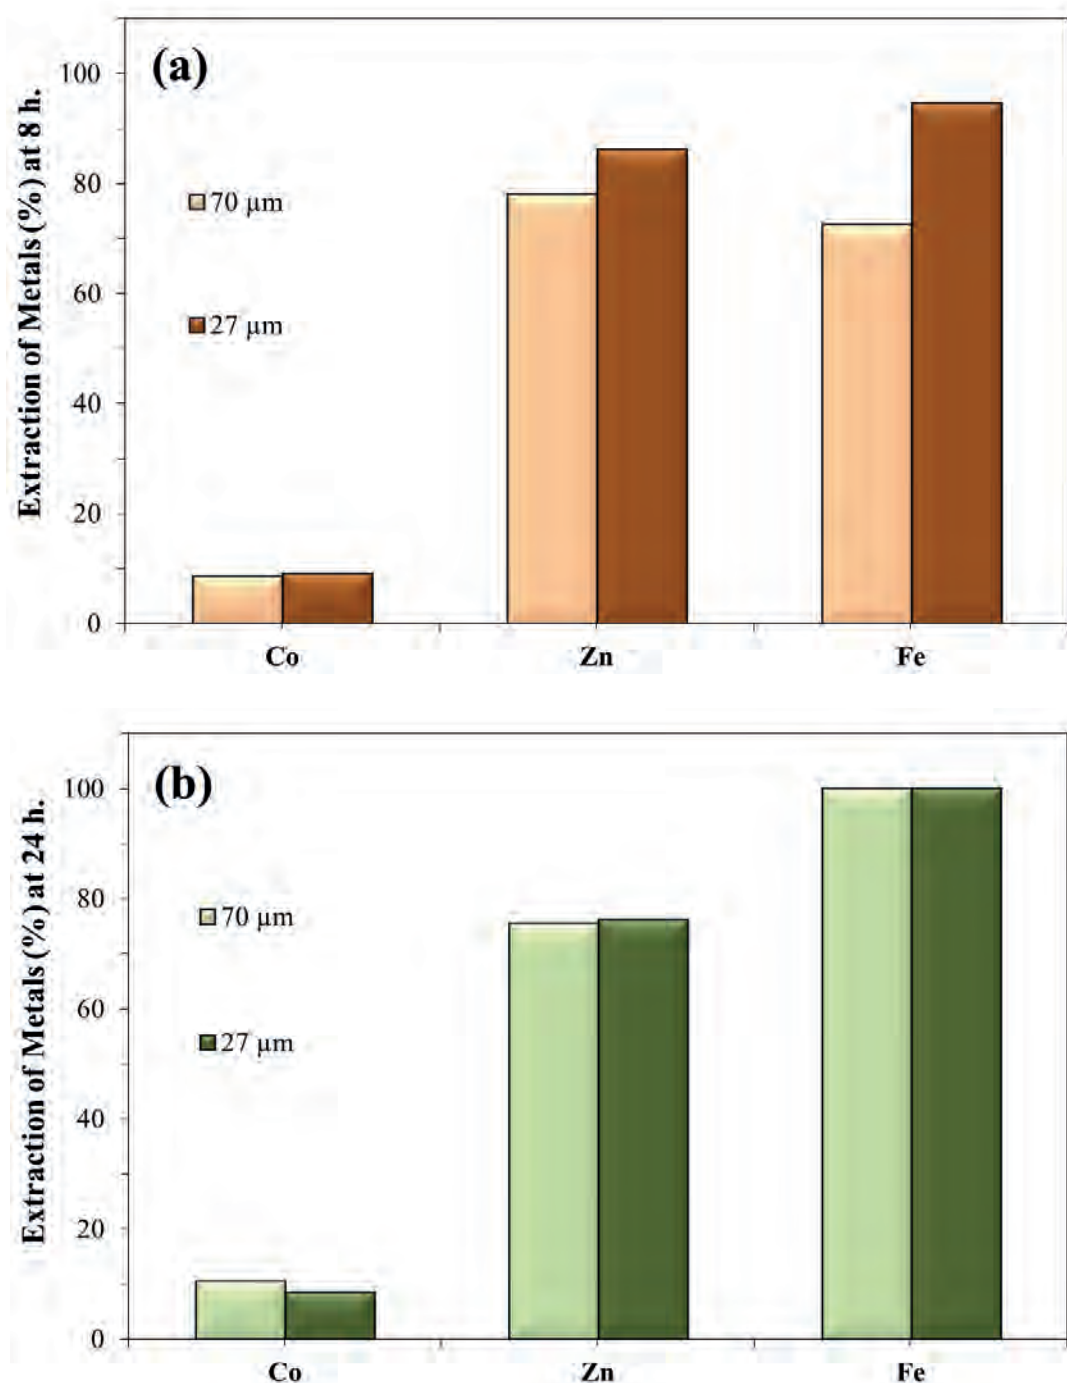 (a)
Extraction of Metals (%) at 8 h.
100
80
60
40
20
0
70 µm
27 µm
Co Zn Fe
(b)
Extraction of Metals (%) at 24 h.
100
80
60
40
20
0
70 µm
27 µm
Co Zn Fe